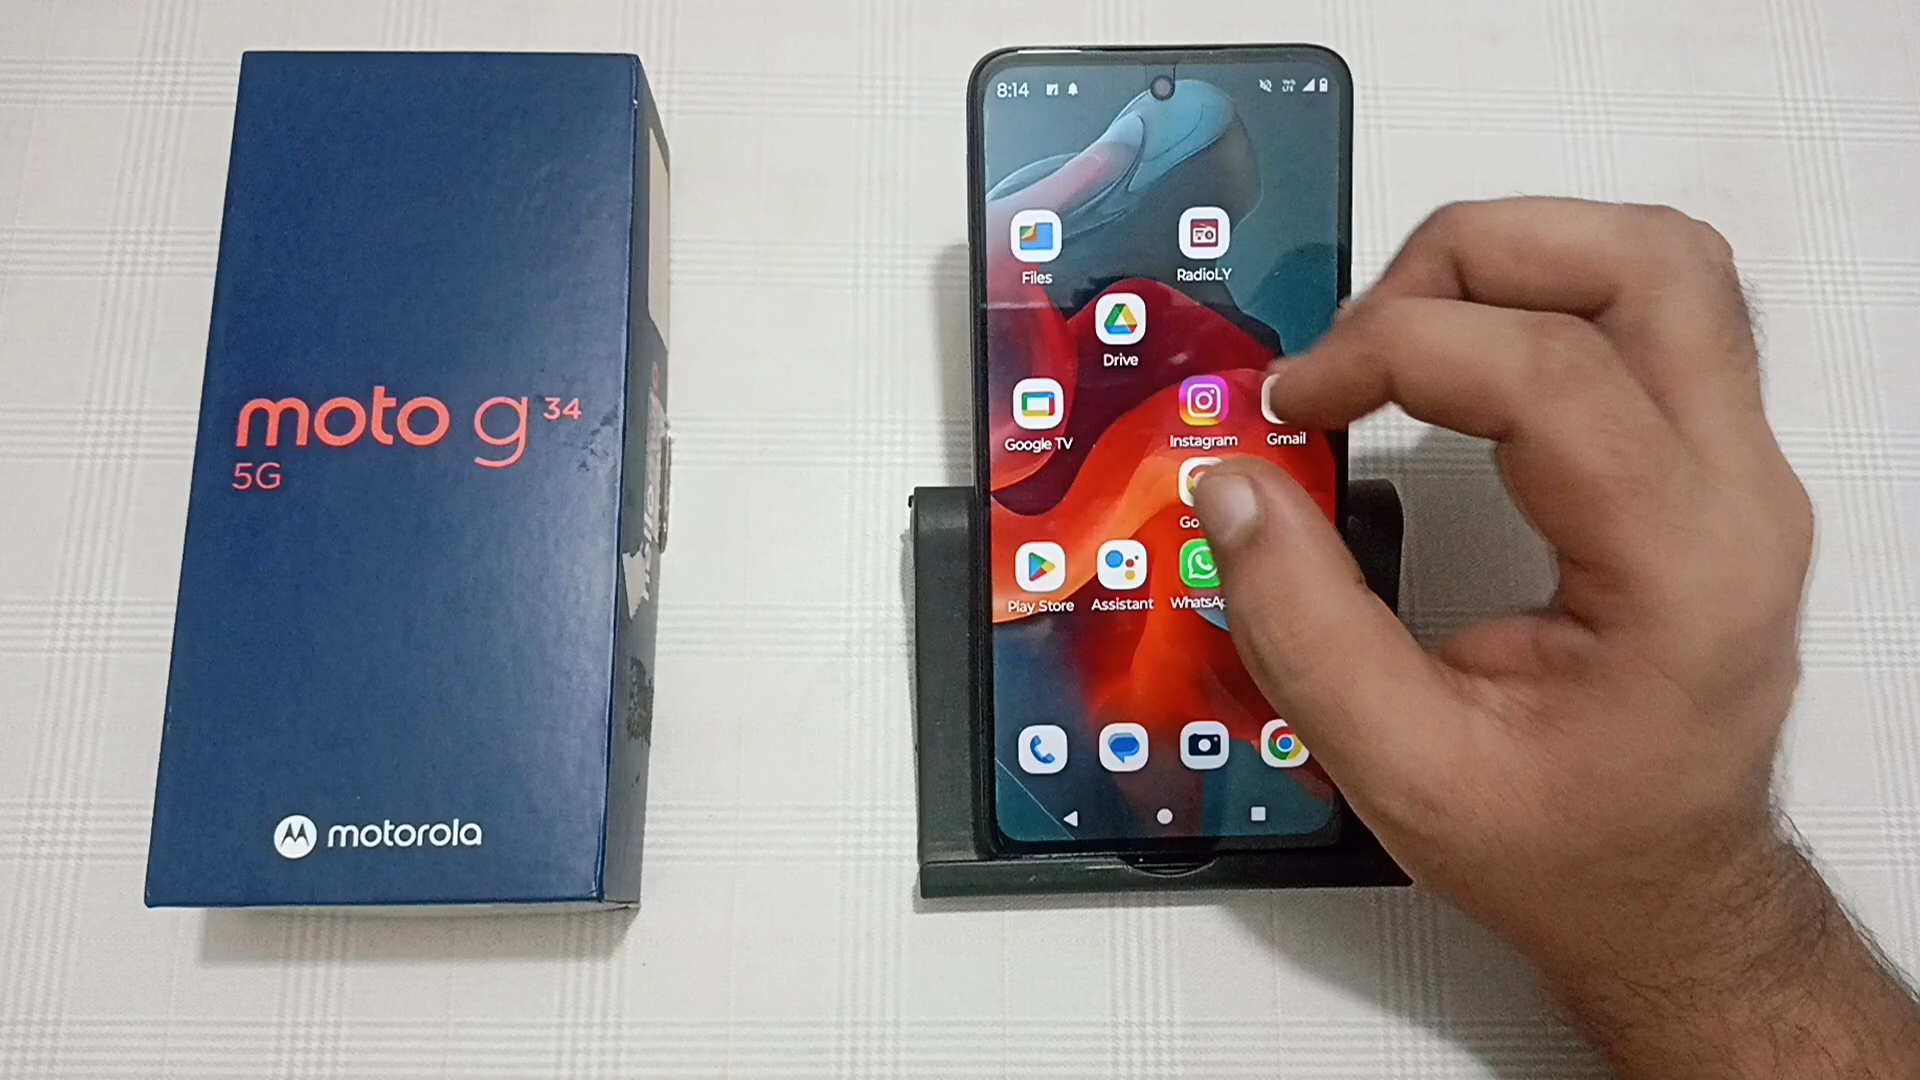 moto g 34
5G
motorola
8:14
Files
RadioLY
Drive
Google TV
Instagram
Gmail
Play Store
Assistant